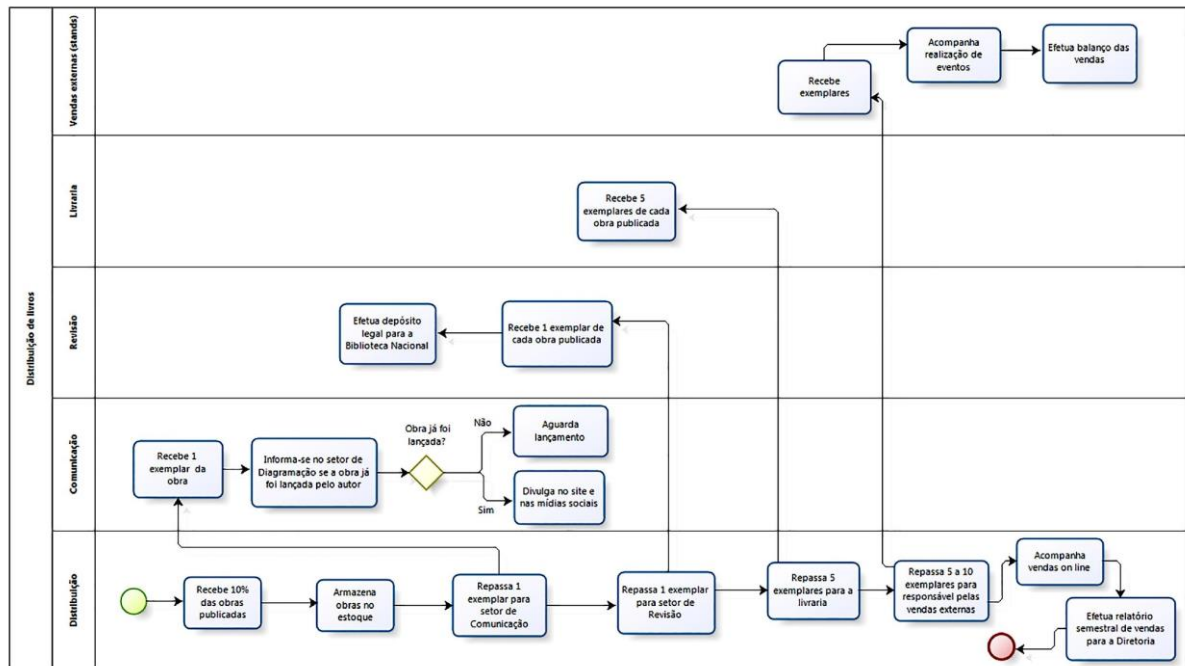 Distribuição de livros
Vendas externas (stands)
Recebe
exemplares
Acompanha
realização de
eventos
Efetua balanço das
vendas
Livraria
Recebe 5
exemplares de cada
obra publicada
Revisão
Efetua depósito
legal para a
Biblioteca Nacional
Recebe 1 exemplar de
cada obra publicada
Comunicação
Recebe 1
exemplar da
obra
Informa-se no setor de
Diagramação se a obra já
foi lançada pelo autor
Obra já foi
lançada?
Não
Aguarda
lançamento
Sim
Divulga no site e
nas mídias sociais
Distribuição
Recebe 10%
das obras
publicadas
Armazena
obras no
estoque
Repassa 1
exemplar para
setor de
Comunicação
Repassa 1 exemplar
para setor de
Revisão
Repassa 5
exemplares para a
livraria
Repassa 5 a 10
exemplares para
responsável pelas
vendas externas
Acompanha
vendas on line
Efetua relatório
semestral de vendas
para a Diretoria